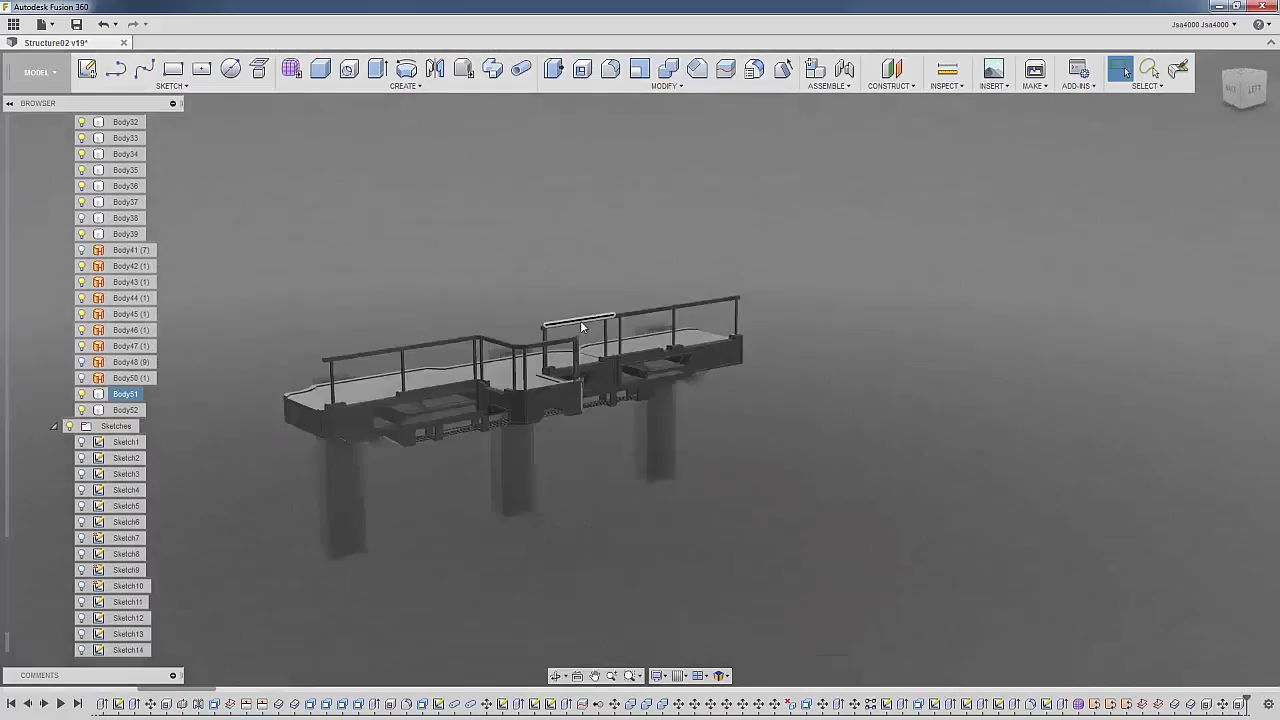 Autodesk Fusion 360
Jsa4000 Jsa4000
Structure02 v19*
MODEL
SKETCH
CREATE
MODIFY
ASSEMBLE
CONSTRUCT
INSPECT
INSERT
MAKE
ADD-INS
SELECT
LEFT
BROWSER
Body32
Body33
Body34
Body35
Body36
Body37
Body38
Body39
Body41 (7)
Body42 (1)
Body43 (1)
Body44 (1)
Body45 (1)
Body46 (1)
Body47 (1)
Body48 (9)
Body50 (1)
Body51
Body52
Sketches
Sketch1
Sketch2
Sketch3
Sketch4
Sketch5
Sketch6
Sketch7
Sketch8
Sketch9
Sketch10
Sketch11
Sketch12
Sketch13
Sketch14
COMMENTS